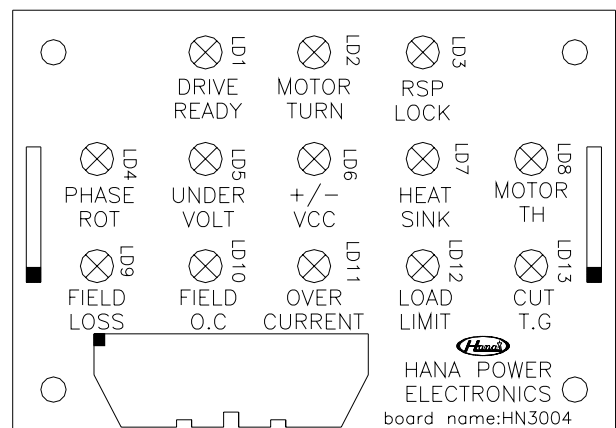 LD1
DRIVE
READY
LD2
MOTOR
TURN
LD3
RSP
LOCK
LD4
PHASE
ROT
LD5
UNDER
VOLT
LD6
+/-
VCC
LD7
HEAT
SINK
LD8
MOTOR
TH
LD9
FIELD
LOSS
LD10
FIELD
O.C
LD11
OVER
CURRENT
LD12
LOAD
LIMIT
LD13
CUT
T.G
Hana
HANA POWER
ELECTRONICS
board name:HN3004